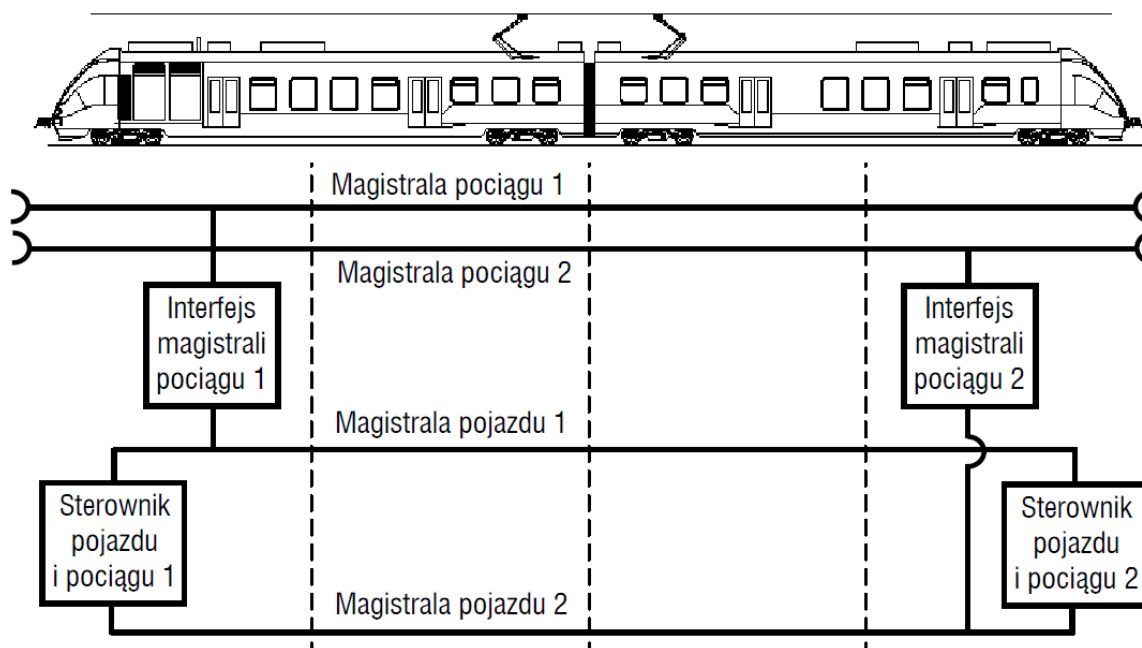 Magistrala pociągu 1
Magistrala pociągu 2
Interfejs
magistrali
pociągu 1
Interfejs
magistrali
pociągu 2
Magistrala pojazdu 1
Sterownik
pojazdu
i pociągu 1
Sterownik
pojazdu
i pociągu 2
Magistrala pojazdu 2